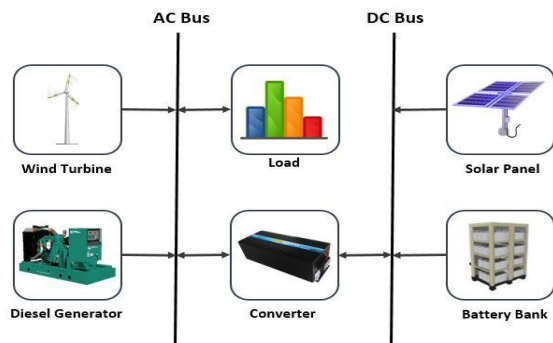 AC Bus
DC Bus
Wind Turbine
Load
Solar Panel
Diesel Generator
Converter
Battery Bank